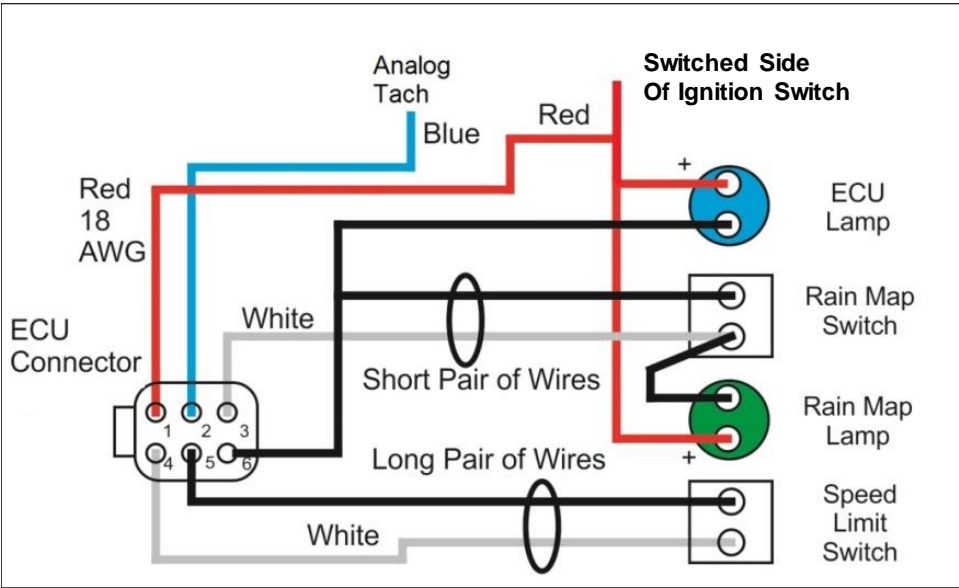 Analog
Tach
Switched Side
Of Ignition Switch
Red
Blue
+
Red
18
AWG
ECU
Lamp
White
Rain Map
Switch
ECU
Connector
Short Pair of Wires
Rain Map
Lamp
+
1
2
3
4
5
6
Long Pair of Wires
White
Speed
Limit
Switch